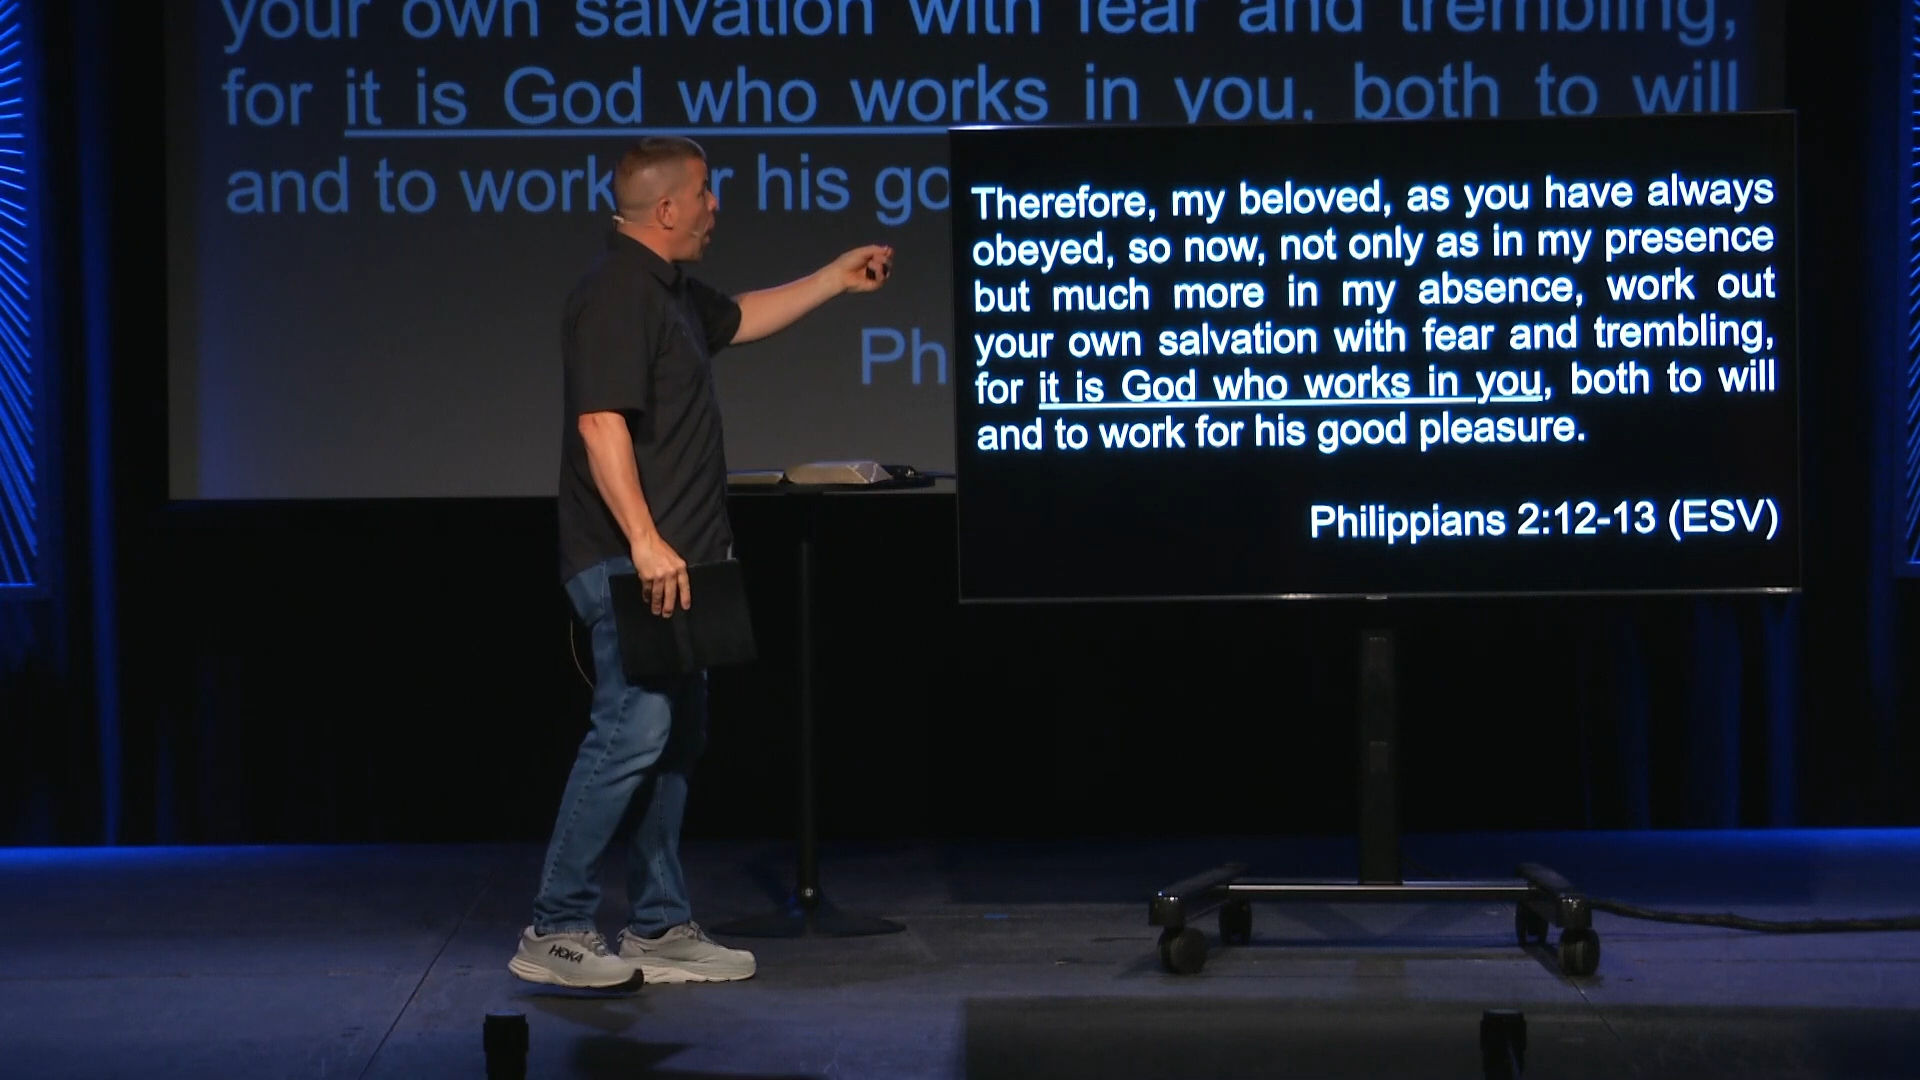 your own salvation with fear and trembling,
for it is God who works in you, both to will
and to work his
Therefore, my beloved, as you have always
obeyed, so now, not only as in my presence
but much more in my absence, work out
your own salvation with fear and trembling,
for it is God who works in you, both to will
and to work for his good pleasure.
Philippians 2:12-13 (ESV)
HOKA